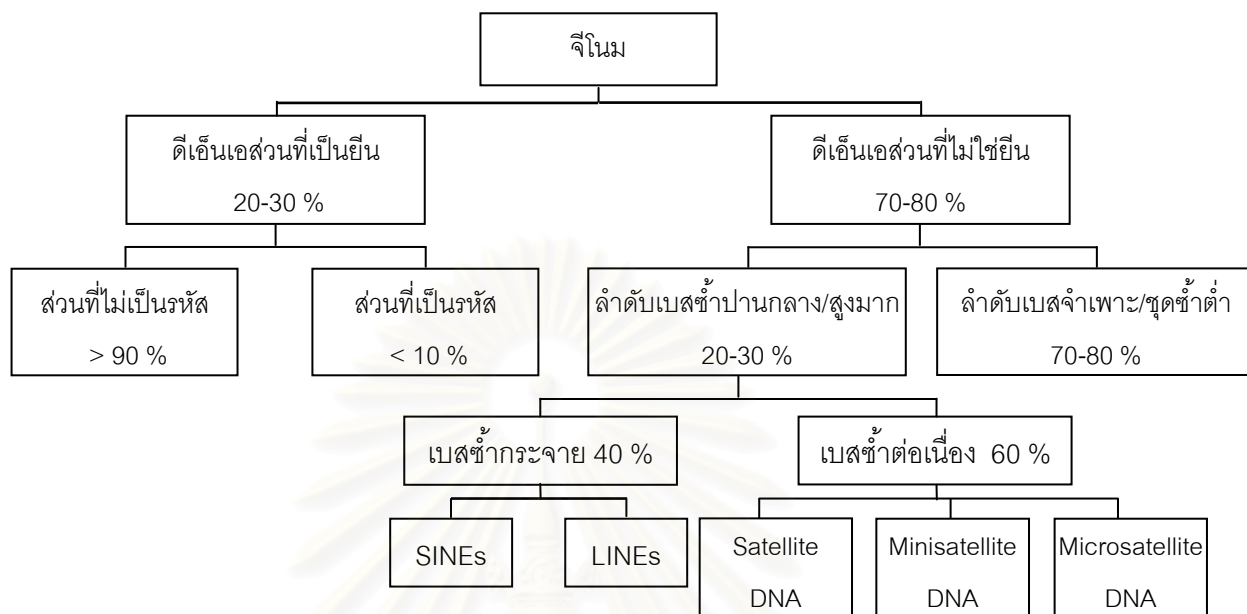 จีโนม
ดีเอ็นเอส่วนที่เป็นยีน
20-30 %
ดีเอ็นเอส่วนที่ไม่ใช่ยีน
70-80 %
ส่วนที่ไม่เป็นรหัส
> 90 %
ส่วนที่เป็นรหัส
< 10 %
ลำดับเบสซ้ำปานกลาง/สูงมาก
20-30 %
ลำดับเบสจำเพาะ/ชุดซ้ำต่ำ
70-80 %
เบสซ้ำกระจาย 40 %
เบสซ้ำต่อเนื่อง 60 %
SINEs
LINEs
Satellite
DNA
Minisatellite
DNA
Microsatellite
DNA